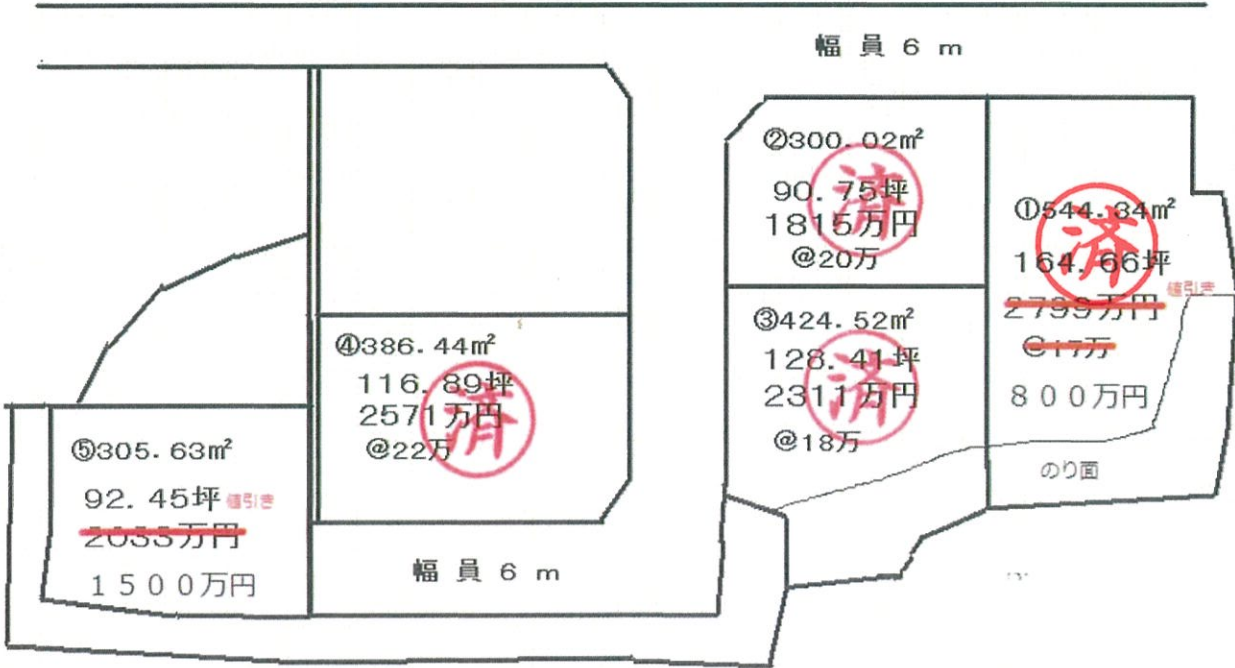 幅 員 6 m
②300.02㎡
90.75坪
1815万円
@20万
済
①544.34㎡
164.66坪
値引き
2799万円
@17万
800万円
済
のり面
③424.52㎡
128.41坪
2311万円
@18万
済
④386.44㎡
116.89坪
2571万円
@22万
済
⑤305.63㎡
92.45坪 値引き
2033万円
1500万円
幅 員 6 m